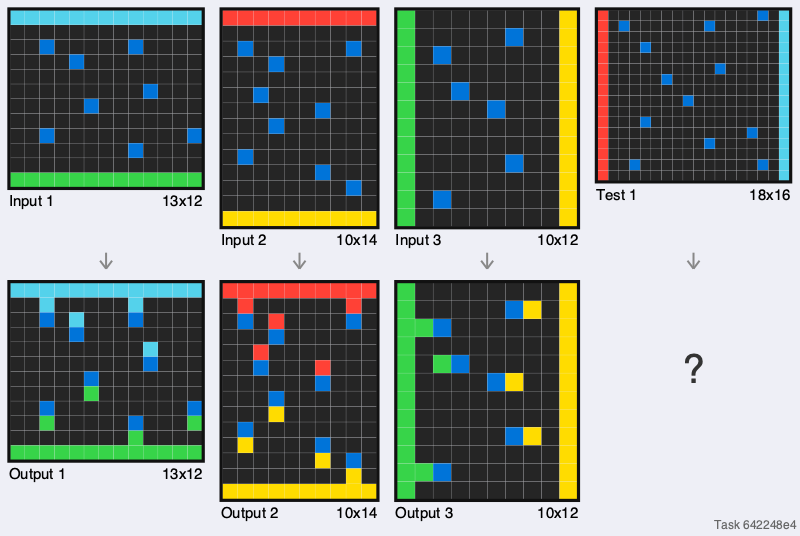 Input 1 13x12
Input 2 10x14
Input 3 10x12
Test 1 18x16
Output 1 13x12
Output 2 10x14
Output 3 10x12
?
Task 642248e4